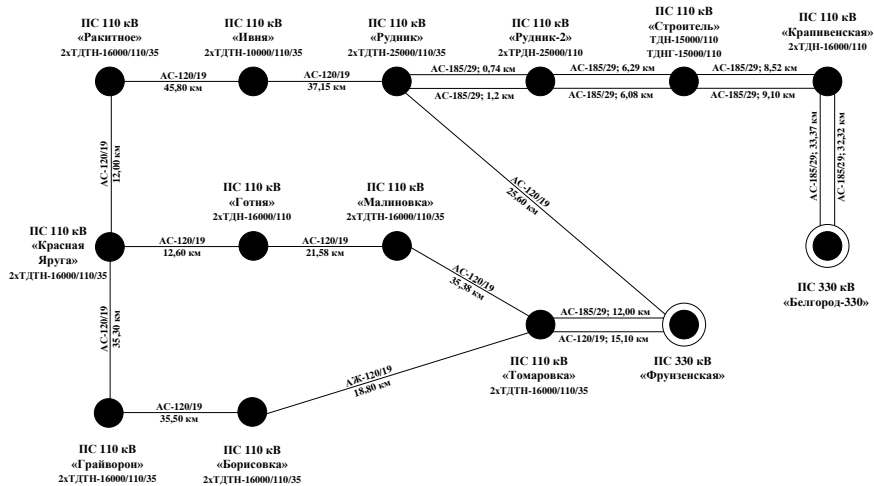 ПС 110 кВ
«Ракитное»
2хТДТН-16000/110/35
ПС 110 кВ
«Ивня»
2хТДТН-10000/110/35
ПС 110 кВ
«Рудник»
2хТДТН-25000/110/35
ПС 110 кВ
«Рудник-2»
2хТРДН-25000/110
ПС 110 кВ
«Строитель»
ТДН-15000/110
ТДНГ-15000/110
ПС 110 кВ
«Крапивенская»
2хТДН-16000/110
АС-120/19
45,80 км
АС-120/19
37,15 км
АС-185/29; 0,74 км
АС-185/29; 1,2 км
АС-185/29; 6,29 км
АС-185/29; 6,08 км
АС-185/29; 8,52 км
АС-185/29; 9,10 км
АС-120/19
12,00 км
АС-120/19
25,60 км
АС-185/29; 33,37 км
АС-185/29; 32,32 км
ПС 110 кВ
«Красная
Яруга»
2хТДТН-16000/110/35
ПС 110 кВ
«Готня»
2хТДН-16000/110
ПС 110 кВ
«Малиновка»
2хТДТН-16000/110/35
АС-120/19
12,60 км
АС-120/19
21,58 км
АС-120/19
35,38 км
ПС 330 кВ
«Белгород-330»
АС-120/19
35,30 км
АС-185/29; 12,00 км
АС-120/19; 15,10 км
ПС 110 кВ
«Томаровка»
2хТДТН-16000/110/35
ПС 330 кВ
«Фрунзенская»
АЖ-120/19
18,80 км
АС-120/19
35,50 км
ПС 110 кВ
«Грайворон»
2хТДТН-16000/110/35
ПС 110 кВ
«Борисовка»
2хТДТН-16000/110/35